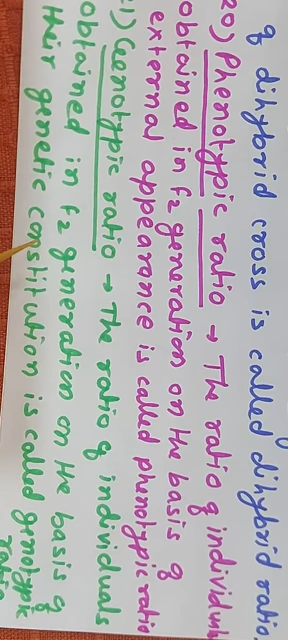 of dihybrid cross is called dihybrid ratio
20) Phenotypic ratio → The ratio of individuals
obtained in f2 generation on the basis of
external appearance is called phenotypic ratio
1) Genotypic ratio → The ratio of individuals
obtained in f2 generation on the basis of
their genetic constitution is called genotypic
ratio